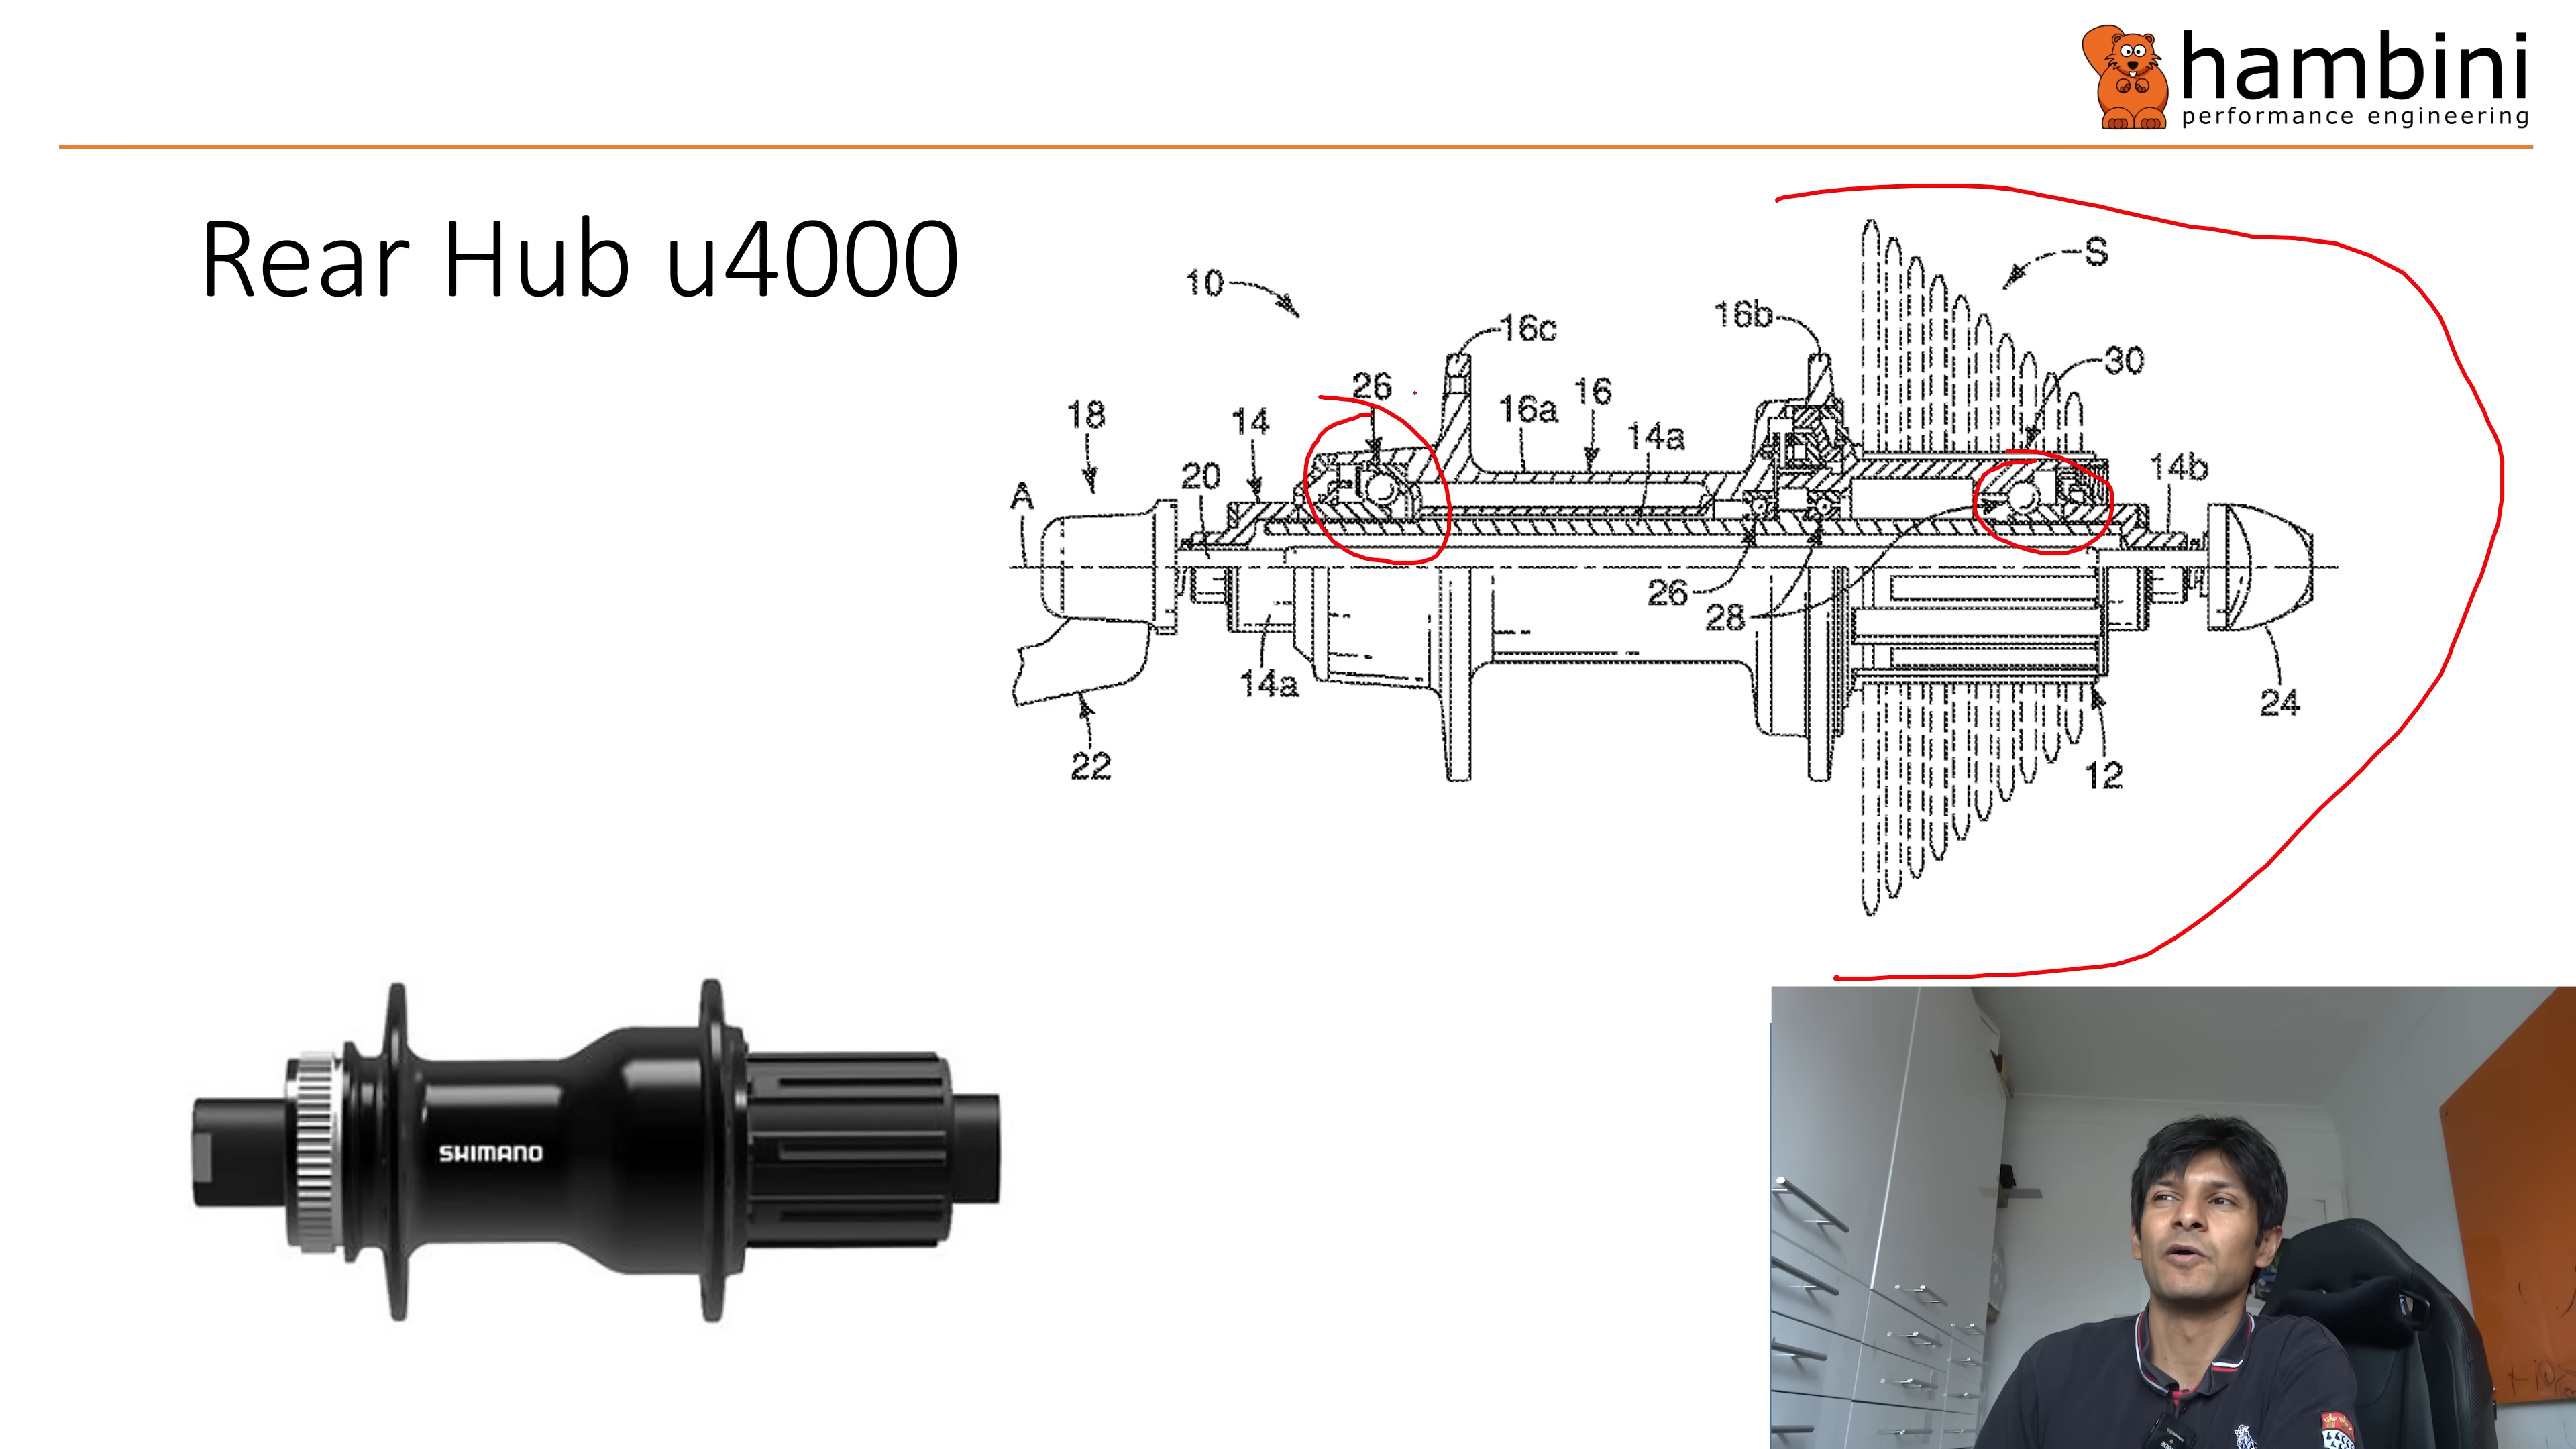 hambini
performance engineering
Rear Hub u4000
10
S
16c
16b
30
26
16
18
14
16a
14a
20
14b
A
26
28
14a
24
22
12
SHIMANO